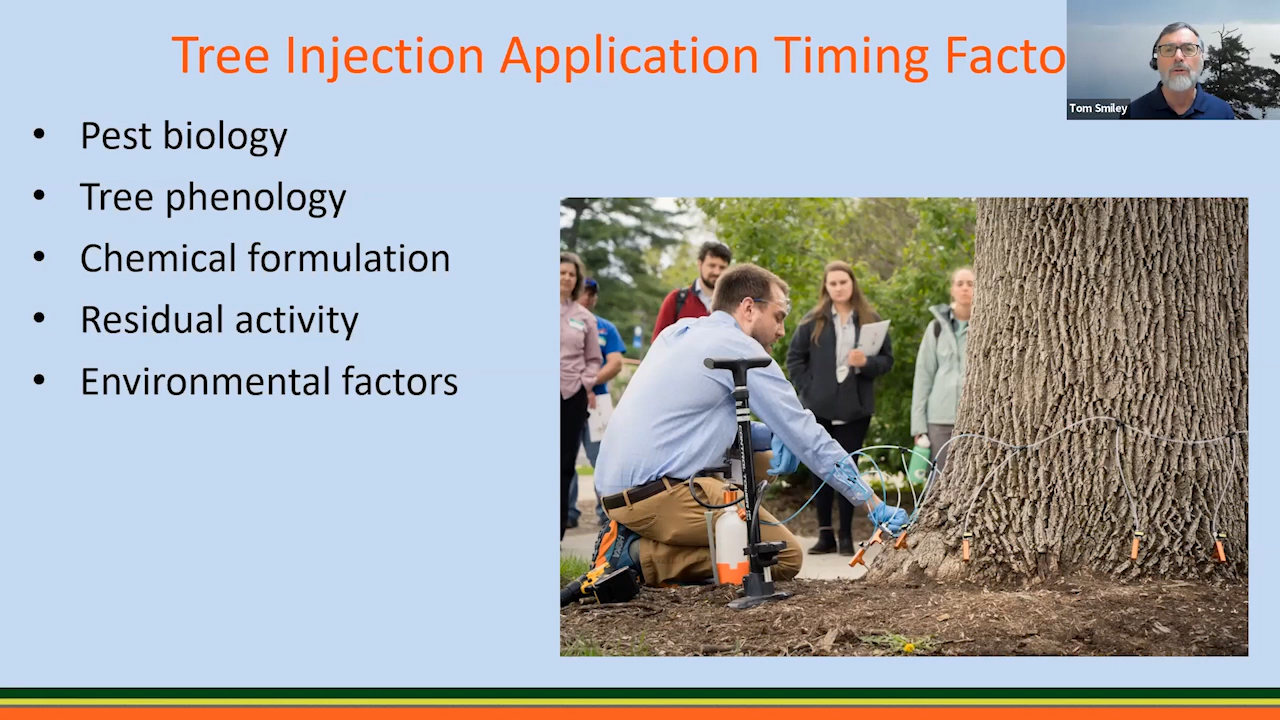 Tree Injection Application Timing Facto
Tom Smiley
• Pest biology
• Tree phenology
• Chemical formulation
• Residual activity
• Environmental factors